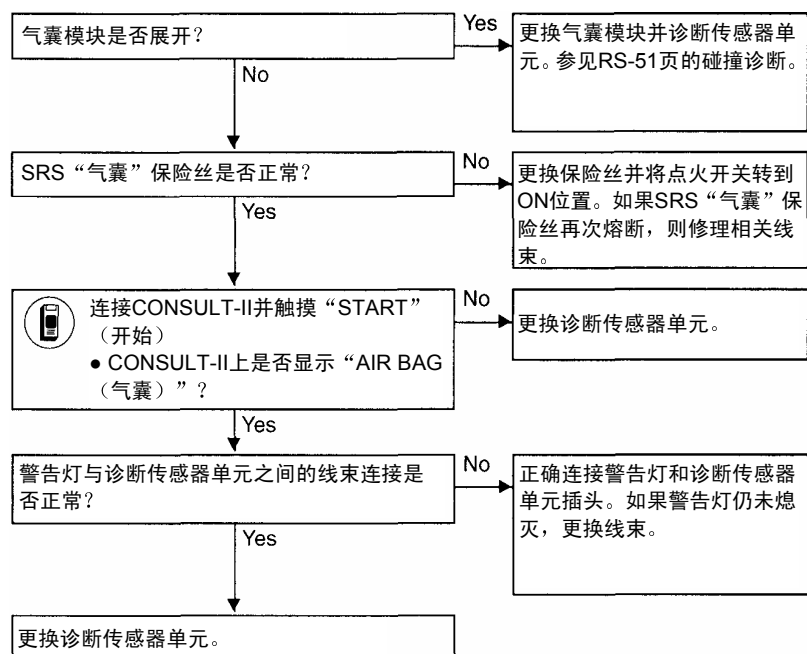 气囊模块是否展开？
Yes
更换气囊模块并诊断传感器单
元。参见RS-51页的碰撞诊断。
No
SRS“气囊”保险丝是否正常？
No
更换保险丝并将点火开关转到
ON位置。如果SRS“气囊”保
险丝再次熔断，则修理相关线
束。
Yes
连接CONSULT-II并触摸“START”
（开始）
● CONSULT-II上是否显示“AIR BAG
（气囊）”？
No
更换诊断传感器单元。
Yes
警告灯与诊断传感器单元之间的线束连接是
否正常？
No
正确连接警告灯和诊断传感器
单元插头。如果警告灯仍未熄
灭，更换线束。
Yes
更换诊断传感器单元。